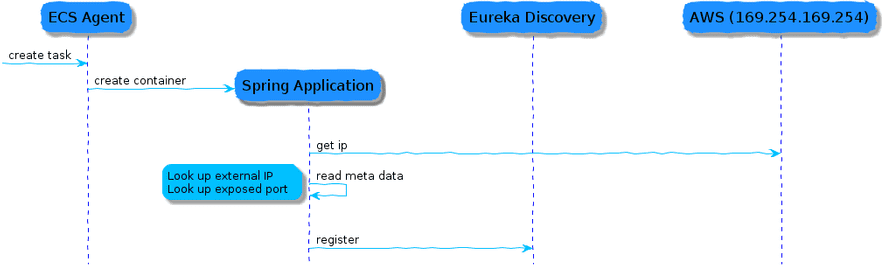 ECS Agent
Eureka Discovery
AWS (169.254.169.254)
create task
create container
Spring Application
get ip
Look up external IP
Look up exposed port
read meta data
register